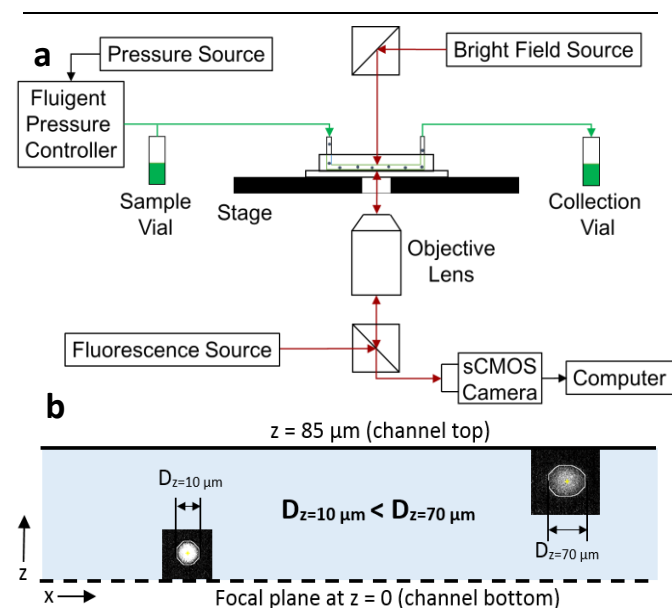 a
Pressure Source
Bright Field Source
Fluigent
Pressure
Controller
Sample
Vial
Stage
Collection
Vial
Objective
Lens
Fluorescence Source
sCMOS
Camera
Computer
b
z = 85 µm (channel top)
Dz=10 µm
Dz=10 µm < Dz=70 µm
Dz=70 µm
z
x
Focal plane at z = 0 (channel bottom)